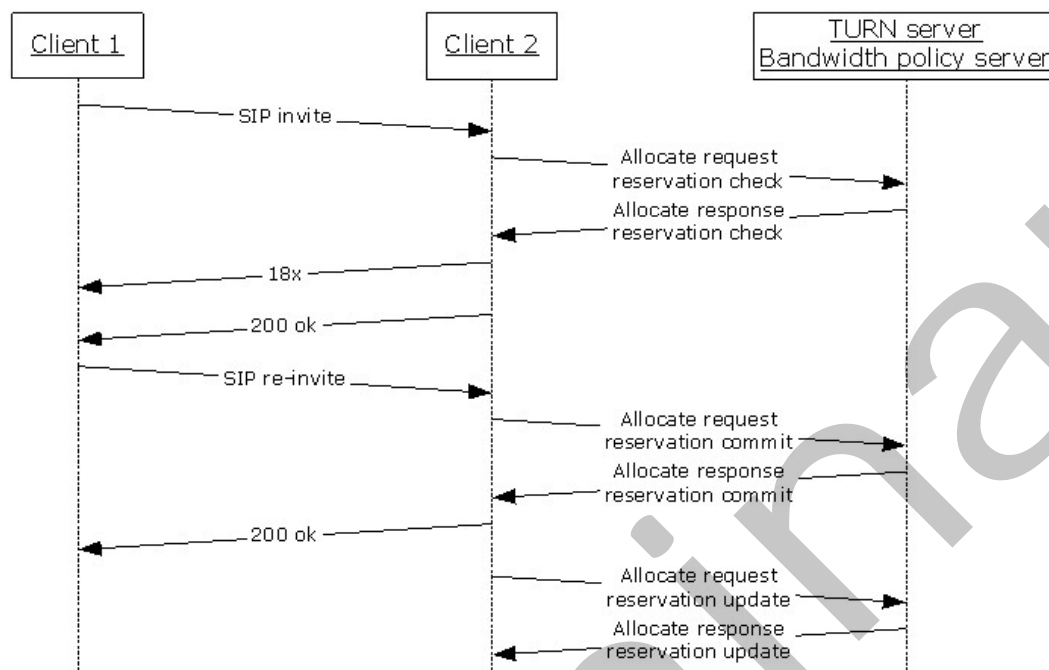 Client 1
Client 2
TURN server
Bandwidth policy server
SIP invite
Allocate request
reservation check
Allocate response
reservation check
18x
200 ok
SIP re-invite
Allocate request
reservation commit
Allocate response
reservation commit
200 ok
Allocate request
reservation update
Allocate response
reservation update